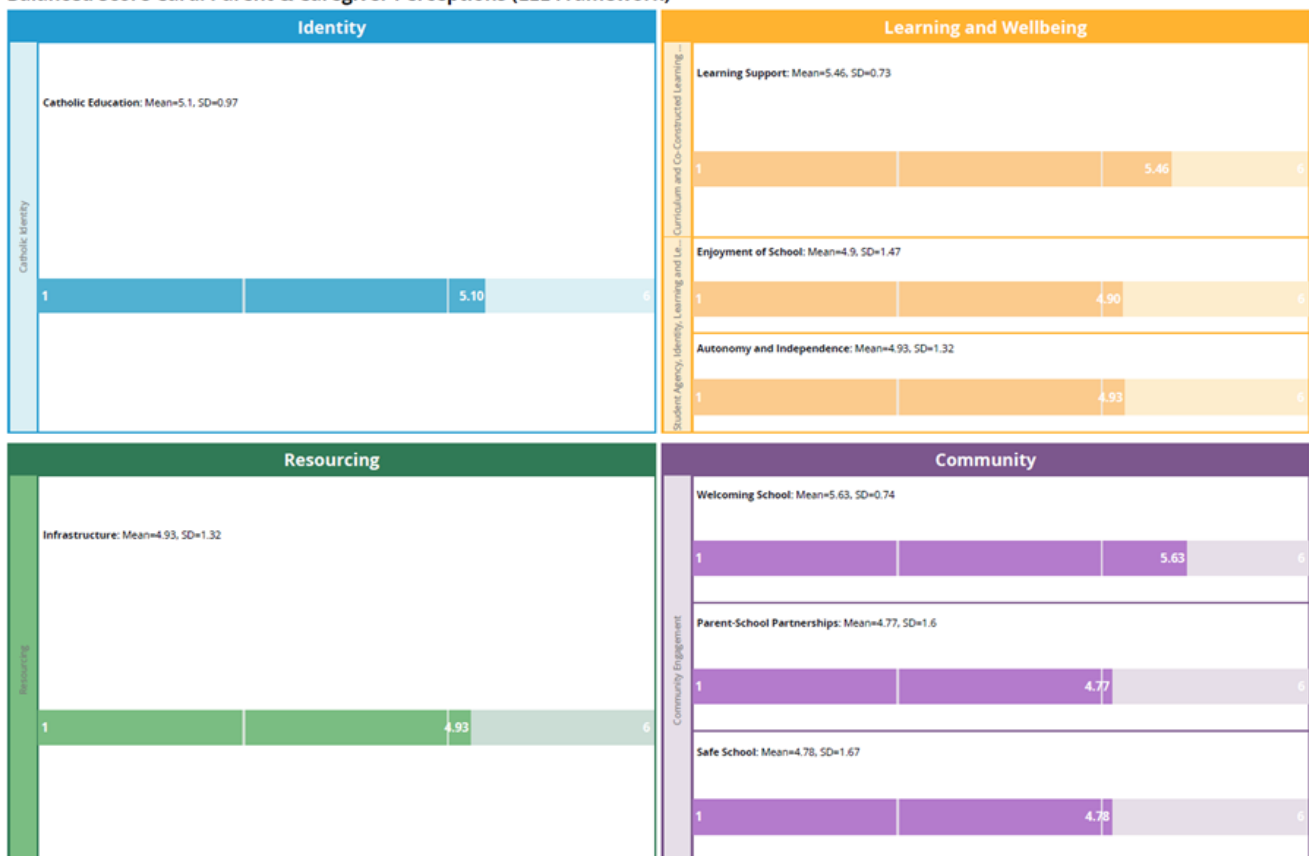 Identity
Catholic Identity
Catholic Education: Mean=5.1, SD=0.97
1 5.10 6
Learning and Wellbeing
Curriculum and Co-Constructed Learning ...
Learning Support: Mean=5.46, SD=0.73
1 5.46 6
Student Agency, Identity, Learning and Le...
Enjoyment of School: Mean=4.9, SD=1.47
1 4.90 6
Autonomy and Independence: Mean=4.93, SD=1.32
1 4.93 6
Resourcing
Resourcing
Infrastructure: Mean=4.93, SD=1.32
1 4.93 6
Community
Community Engagement
Welcoming School: Mean=5.63, SD=0.74
1 5.63 6
Parent-School Partnerships: Mean=4.77, SD=1.6
1 4.77 6
Safe School: Mean=4.78, SD=1.67
1 4.78 6